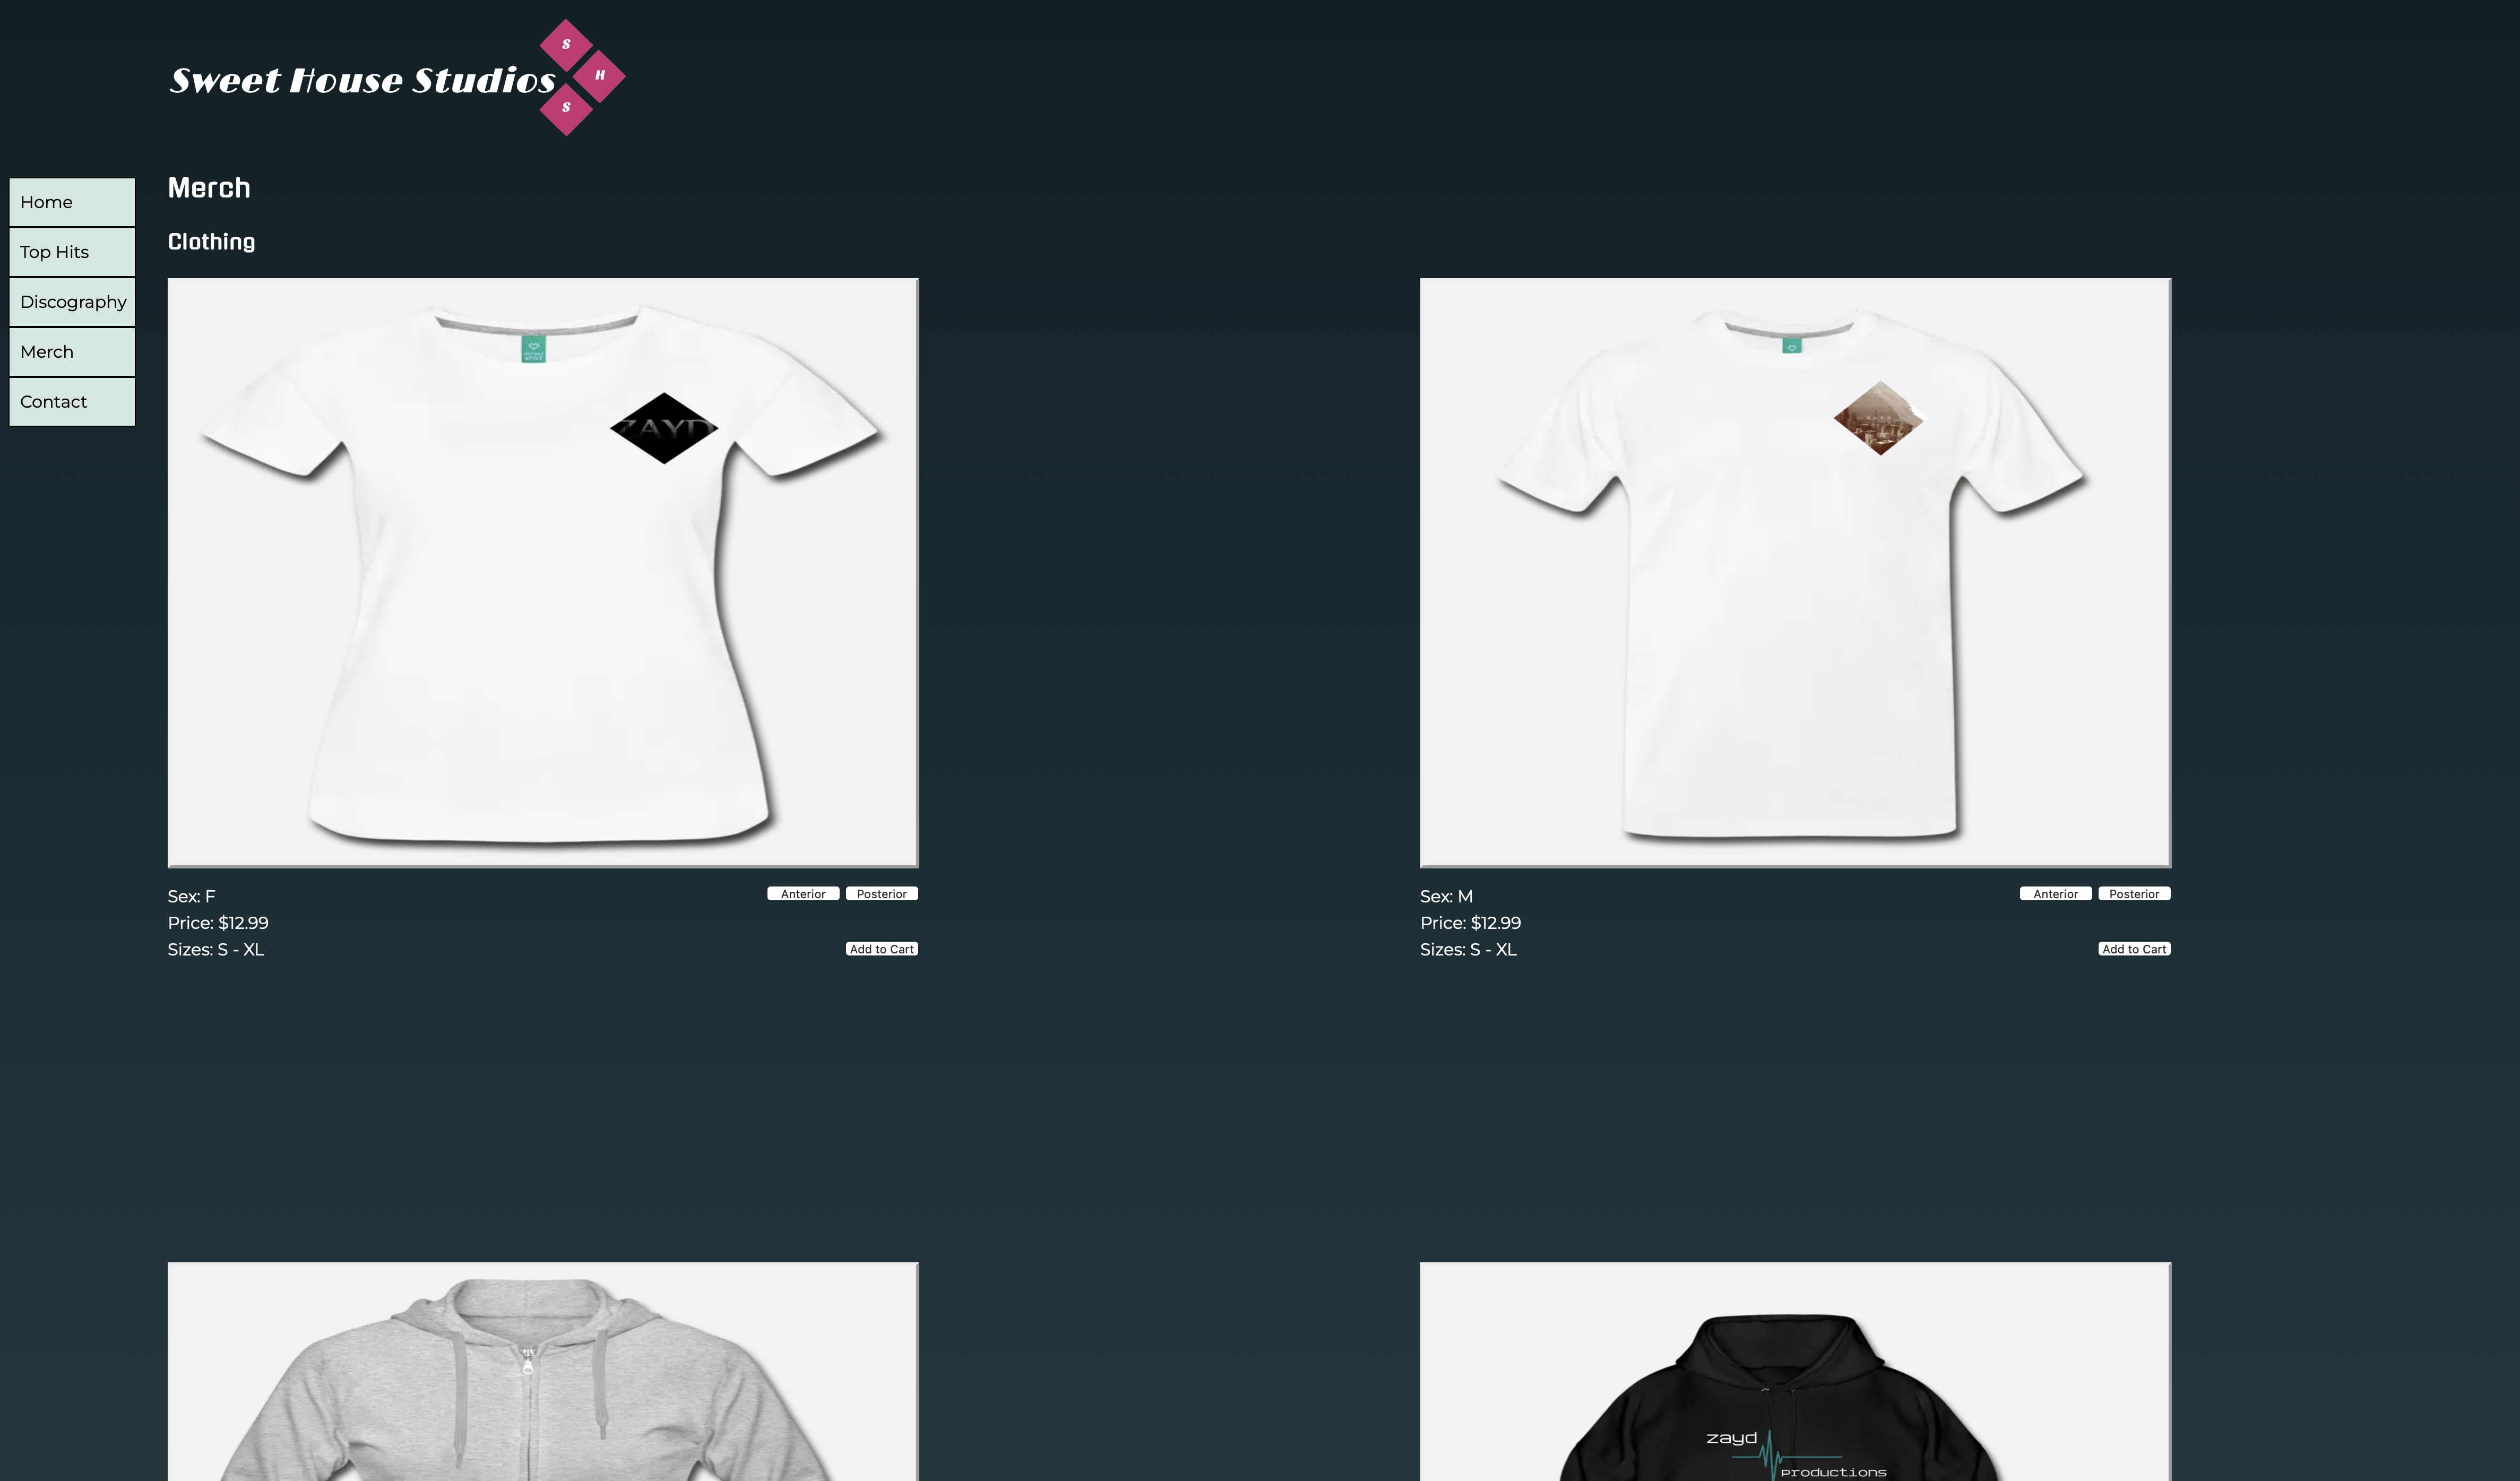 Sweet House Studios
S
H
S
Home
Top Hits
Discography
Merch
Contact
Merch
Clothing
ZAYD
Sex: F
Anterior
Posterior
Price: $12.99
Sizes: S - XL
Add to Cart
Sex: M
Anterior
Posterior
Price: $12.99
Sizes: S - XL
Add to Cart
zayd
productions